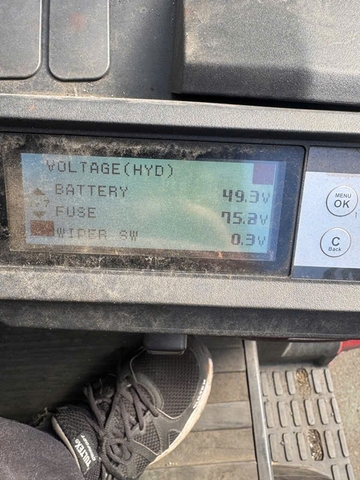 VOLTAGE(HYD)
BATTERY 49.3V
FUSE 75.2V
WIPER SW 0.3V
MENU
OK
C
Back